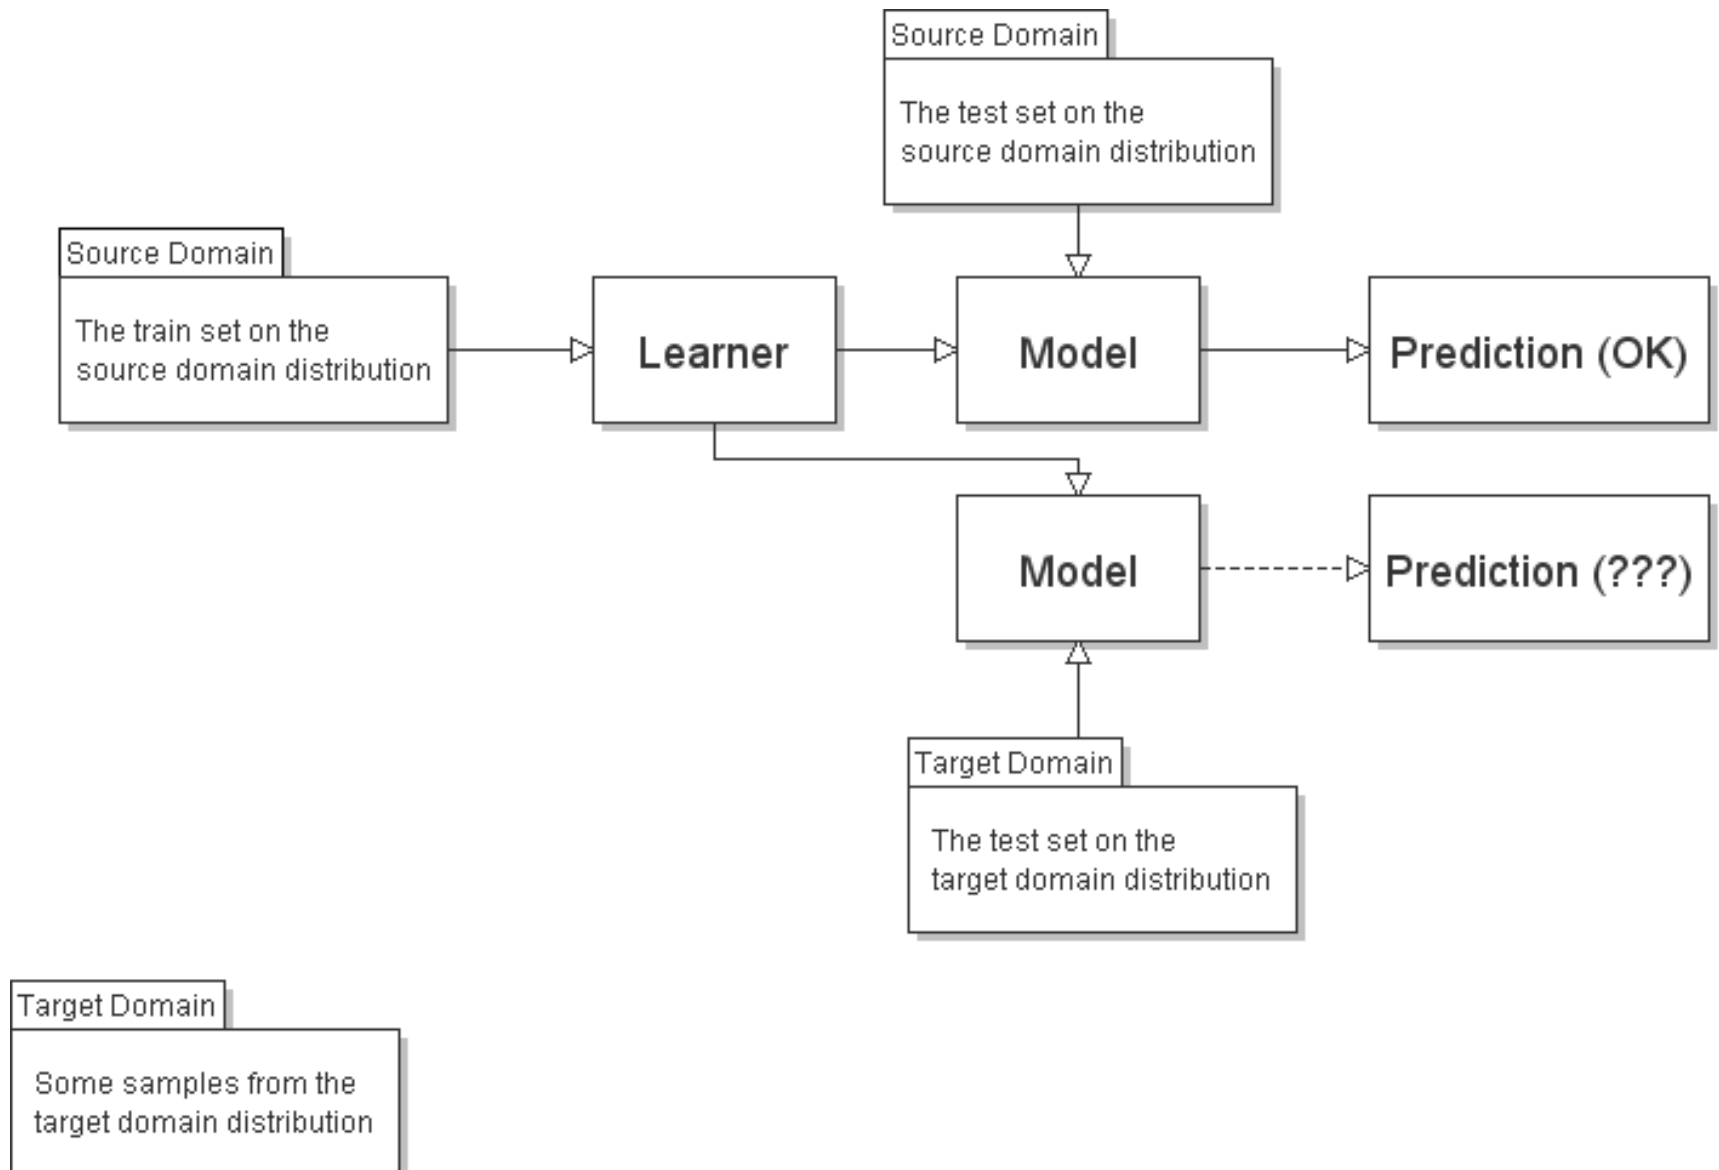 Source Domain
The test set on the
source domain distribution
Source Domain
The train set on the
source domain distribution
Learner
Model
Prediction (OK)
Model
Prediction (???)
Target Domain
The test set on the
target domain distribution
Target Domain
Some samples from the
target domain distribution